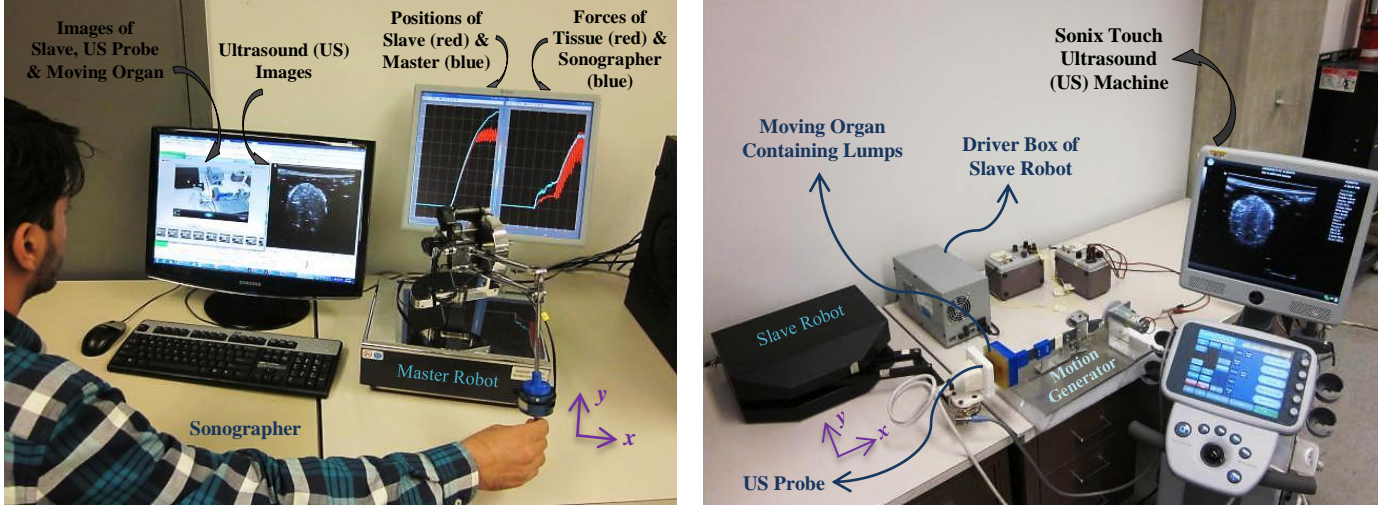 Images of
Slave, US Probe
& Moving Organ
Ultrasound (US)
Images
Positions of
Slave (red) &
Master (blue)
Forces of
Tissue (red) &
Sonographer
(blue)
SAMSUNG
Master Robot
Sonographer
y
x
Sonix Touch
Ultrasound
(US) Machine
Moving Organ
Containing Lumps
Driver Box of
Slave Robot
Slave Robot
Motion
Generator
y
x
US Probe